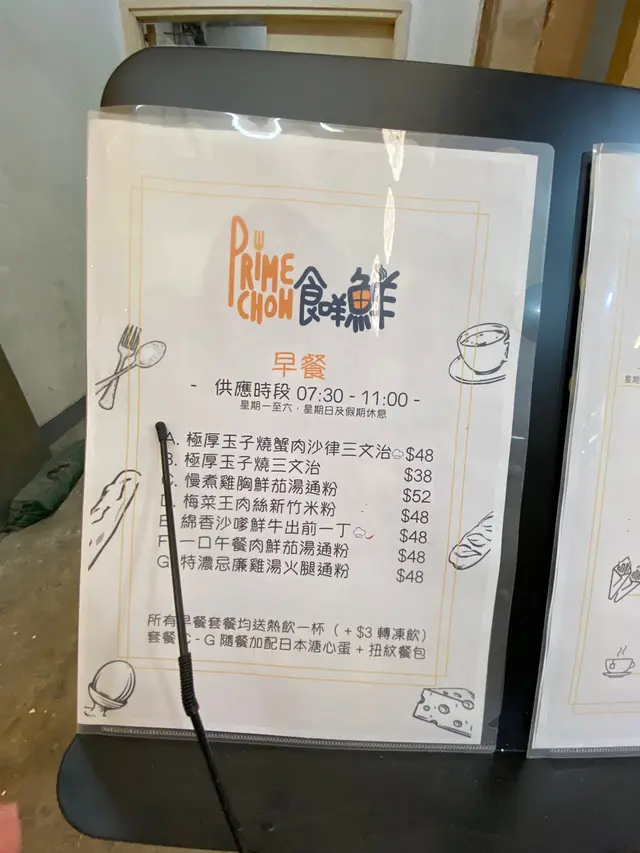 PRIME
CHOW 食咩鮮
早餐
- 供應時段 07:30 - 11:00 -
星期一至六，星期日及假期休息
A. 極厚玉子燒蟹肉沙律三文治 $48
B. 極厚玉子燒三文治 $38
C. 慢煮雞胸鮮茄湯通粉 $52
D. 梅菜王肉絲新竹米粉 $48
E. 綿香沙嗲鮮牛出前一丁 $48
F. 一口午餐肉鮮茄湯通粉 $48
G. 特濃忌廉雞湯火腿通粉 $48
所有早餐套餐均送熱飲一杯（+$3 轉凍飲）
套餐 C - G 隨餐加配日本溏心蛋 + 扭紋餐包